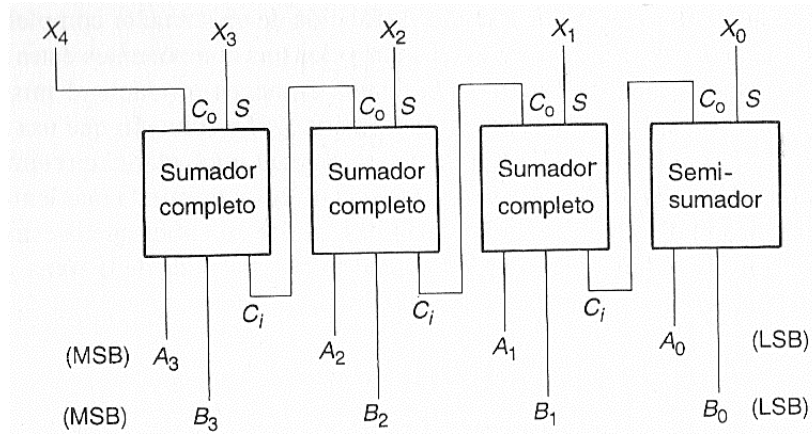 X4 X3 X2 X1 X0
Co S Co S Co S Co S
Sumador completo Sumador completo Sumador completo Semi-sumador
Ci Ci Ci
(MSB) A3 A2 A1 A0 (LSB)
(MSB) B3 B2 B1 B0 (LSB)